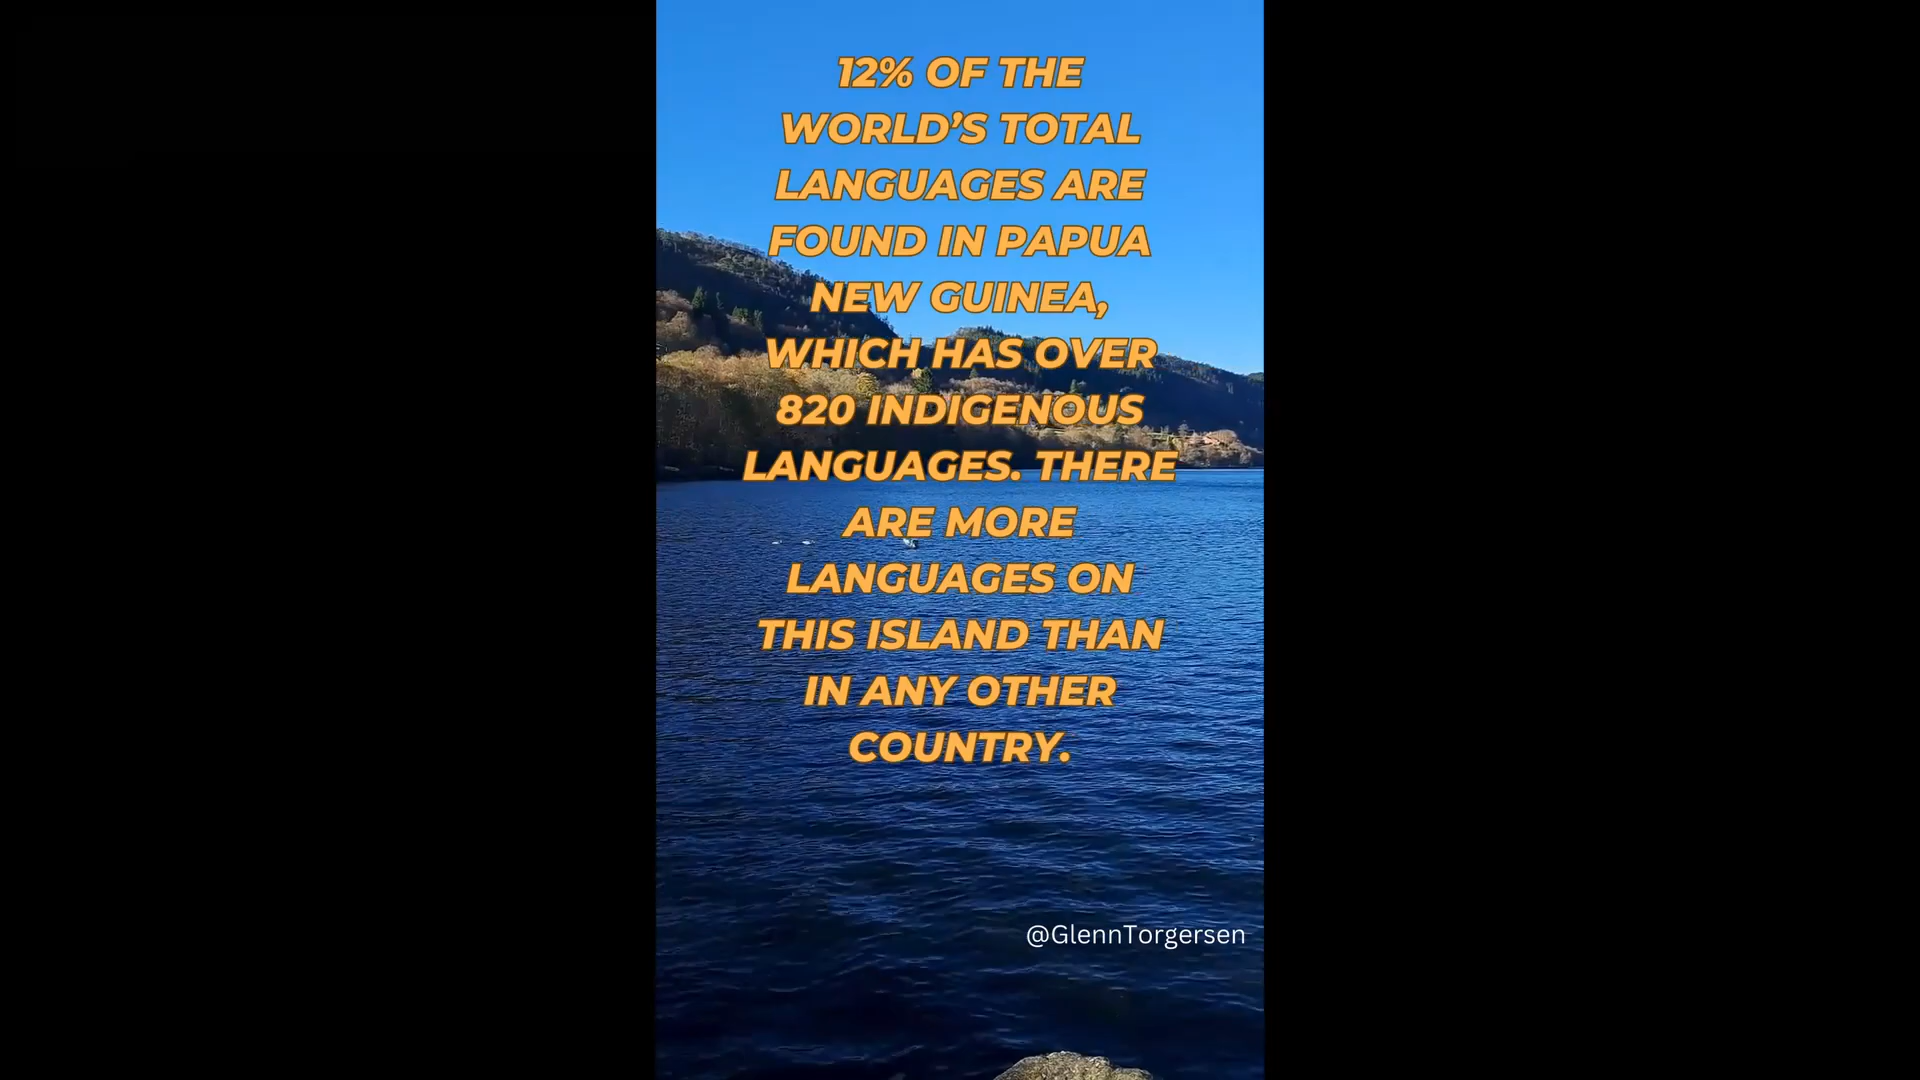 12% OF THE
WORLD’S TOTAL
LANGUAGES ARE
FOUND IN PAPUA
NEW GUINEA,
WHICH HAS OVER
820 INDIGENOUS
LANGUAGES. THERE
ARE MORE
LANGUAGES ON
THIS ISLAND THAN
IN ANY OTHER
COUNTRY.
@GlennTorgersen